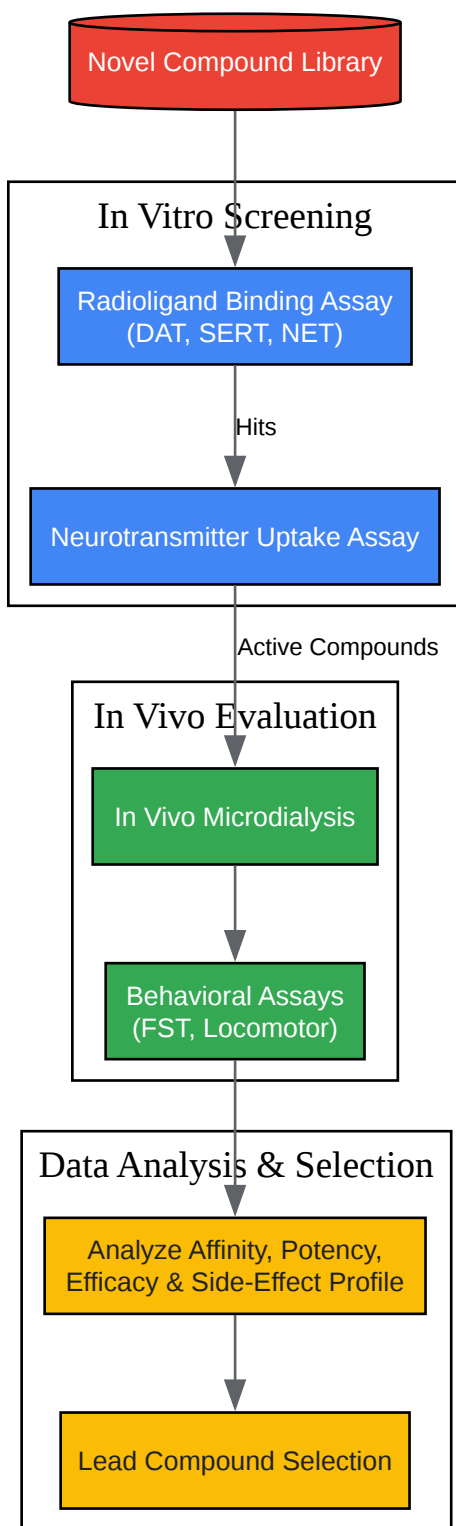 Novel Compound Library
In Vitro Screening
Radioligand Binding Assay
(DAT, SERT, NET)
Hits
Neurotransmitter Uptake Assay
Active Compounds
In Vivo Evaluation
In Vivo Microdialysis
Behavioral Assays
(FST, Locomotor)
Data Analysis & Selection
Analyze Affinity, Potency,
Efficacy & Side-Effect Profile
Lead Compound Selection